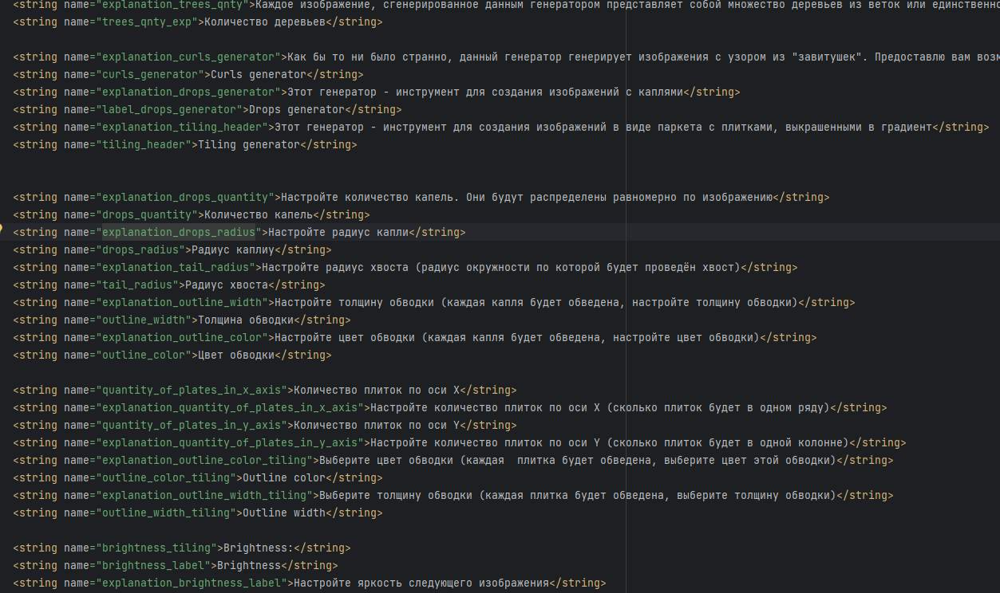 <string name="explanation_trees_qnty">Каждое изображение, сгенерированное данным генератором представляет собой множество деревьев из веток или
<string name="trees_qnty_exp">Количество деревьев</string>
<string name="explanation_curls_generator">Как бы то ни было странно, данный генератор генерирует изображения с узором из "завитушек". Предоставлю вам
<string name="curls_generator">Curls generator</string>
<string name="explanation_drops_generator">Этот генератор - инструмент для создания изображений с каплями</string>
<string name="label_drops_generator">Drops generator</string>
<string name="explanation_tiling_header">Этот генератор - инструмент для создания изображений в виде паркета с плитками, выкрашенными в градиент</string>
<string name="tiling_header">Tiling generator</string>
<string name="explanation_drops_quantity">Настройте количество капель. Они будут распределены равномерно по изображению</string>
<string name="drops_quantity">Количество капель</string>
<string name="explanation_drops_radius">Настройте радиус капли</string>
<string name="drops_radius">Радиус каплиу</string>
<string name="explanation_tail_radius">Настройте радиус хвоста (радиус окружности по которой будет проведён хвост)</string>
<string name="tail_radius">Радиус хвоста</string>
<string name="explanation_outline_width">Настройте толщину обводки (каждая капля будет обведена, настройте толщину обводки)</string>
<string name="outline_width">Толщина обводки</string>
<string name="explanation_outline_color">Настройте цвет обводки (каждая капля будет обведена, настройте цвет обводки)</string>
<string name="outline_color">Цвет обводки</string>
<string name="quantity_of_plates_in_x_axis">Количество плиток по оси X</string>
<string name="explanation_quantity_of_plates_in_x_axis">Настройте количество плиток по оси X (сколько плиток будет в одном ряду)</string>
<string name="quantity_of_plates_in_y_axis">Количество плиток по оси Y</string>
<string name="explanation_quantity_of_plates_in_y_axis">Настройте количество плиток по оси Y (сколько плиток будет в одной колонне)</string>
<string name="explanation_outline_color_tiling">Выберите цвет обводки (каждая  плитка будет обведена, выберите цвет этой обводки)</string>
<string name="outline_color_tiling">Outline color</string>
<string name="explanation_outline_width_tiling">Выберите толщину обводки (каждая плитка будет обведена, выберите толщину обводки)</string>
<string name="outline_width_tiling">Outline width</string>
<string name="brightness_tiling">Brightness:</string>
<string name="brightness_label">Brightness</string>
<string name="explanation_brightness_label">Настройте яркость следующего изображения</string>